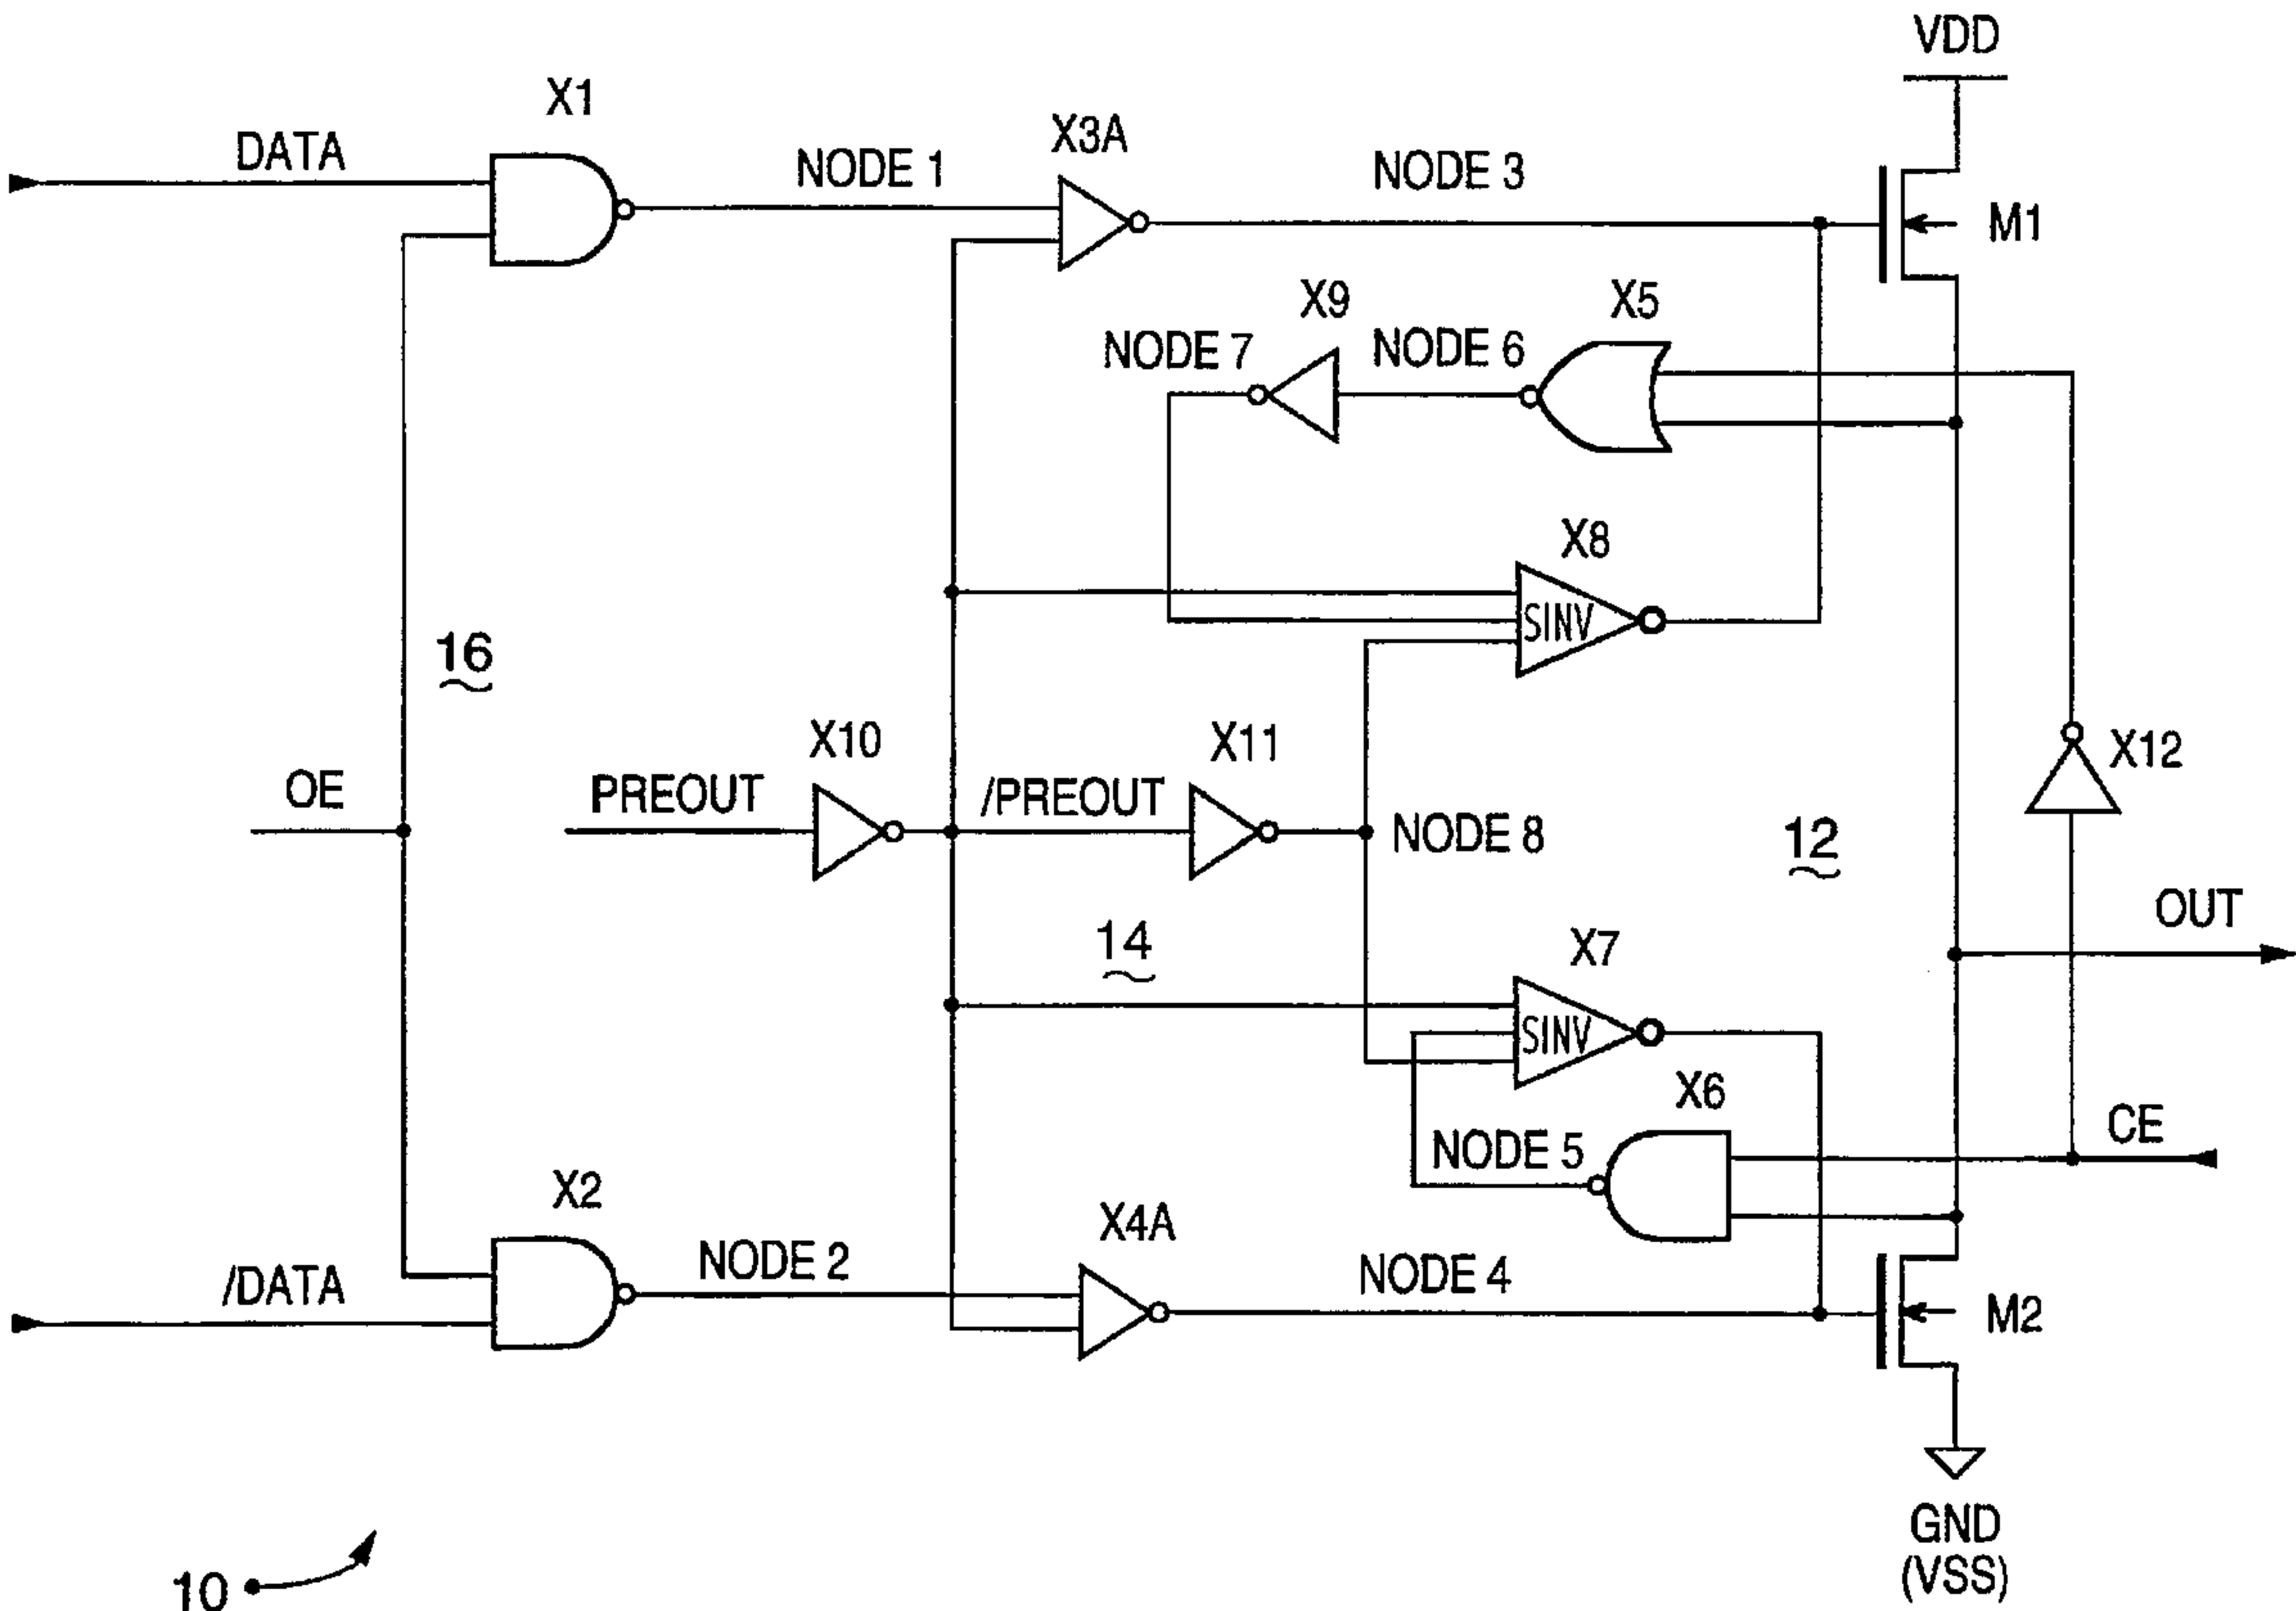 VDD
X1
DATA
X3A
NODE 1
NODE 3
M1
X9
X5
NODE 7
NODE 6
X8
SINV
16
X10
X11
X12
OE
PREOUT
/PREOUT
NODE 8
12
OUT
14
X7
SINV
X6
CE
NODE 5
X2
X4A
NODE 2
NODE 4
/DATA
M2
GND
(VSS)
10